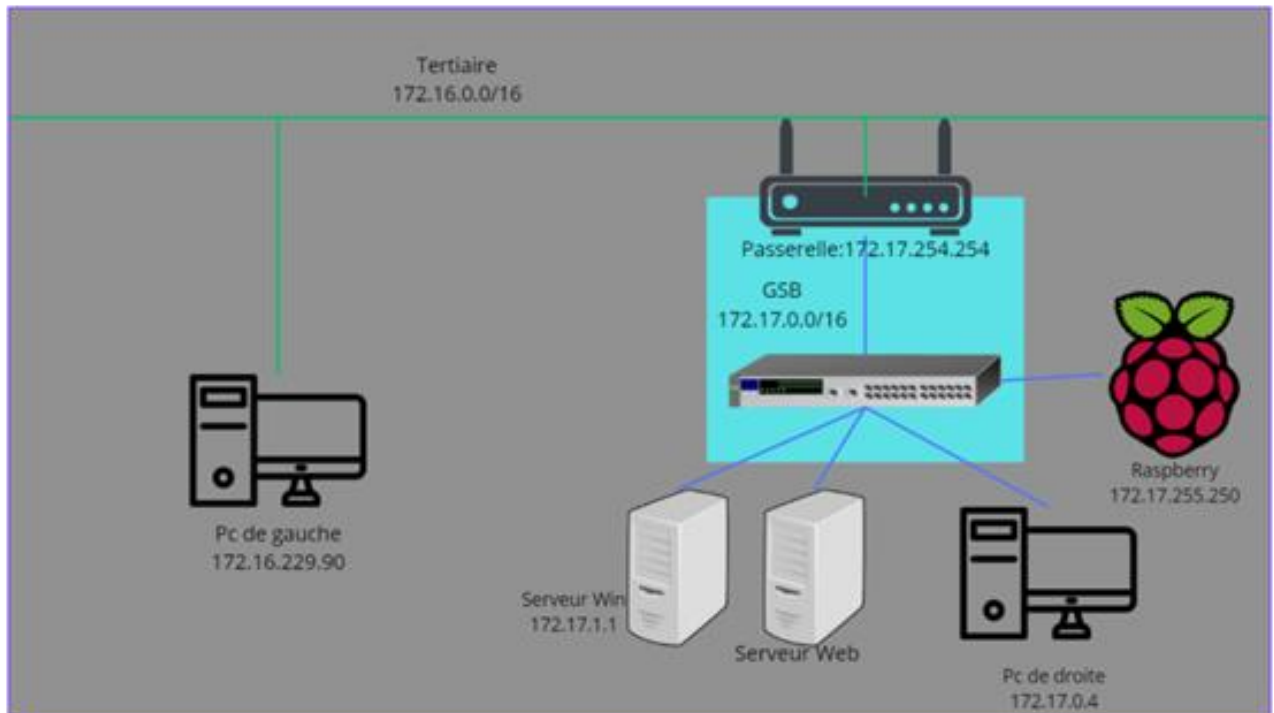 Tertiaire
172.16.0.0/16
Passerelle:172.17.254.254
GSB
172.17.0.0/16
Raspberry
172.17.255.250
Pc de gauche
172.16.229.90
Serveur Win
172.17.1.1
Serveur Web
Pc de droite
172.17.0.4